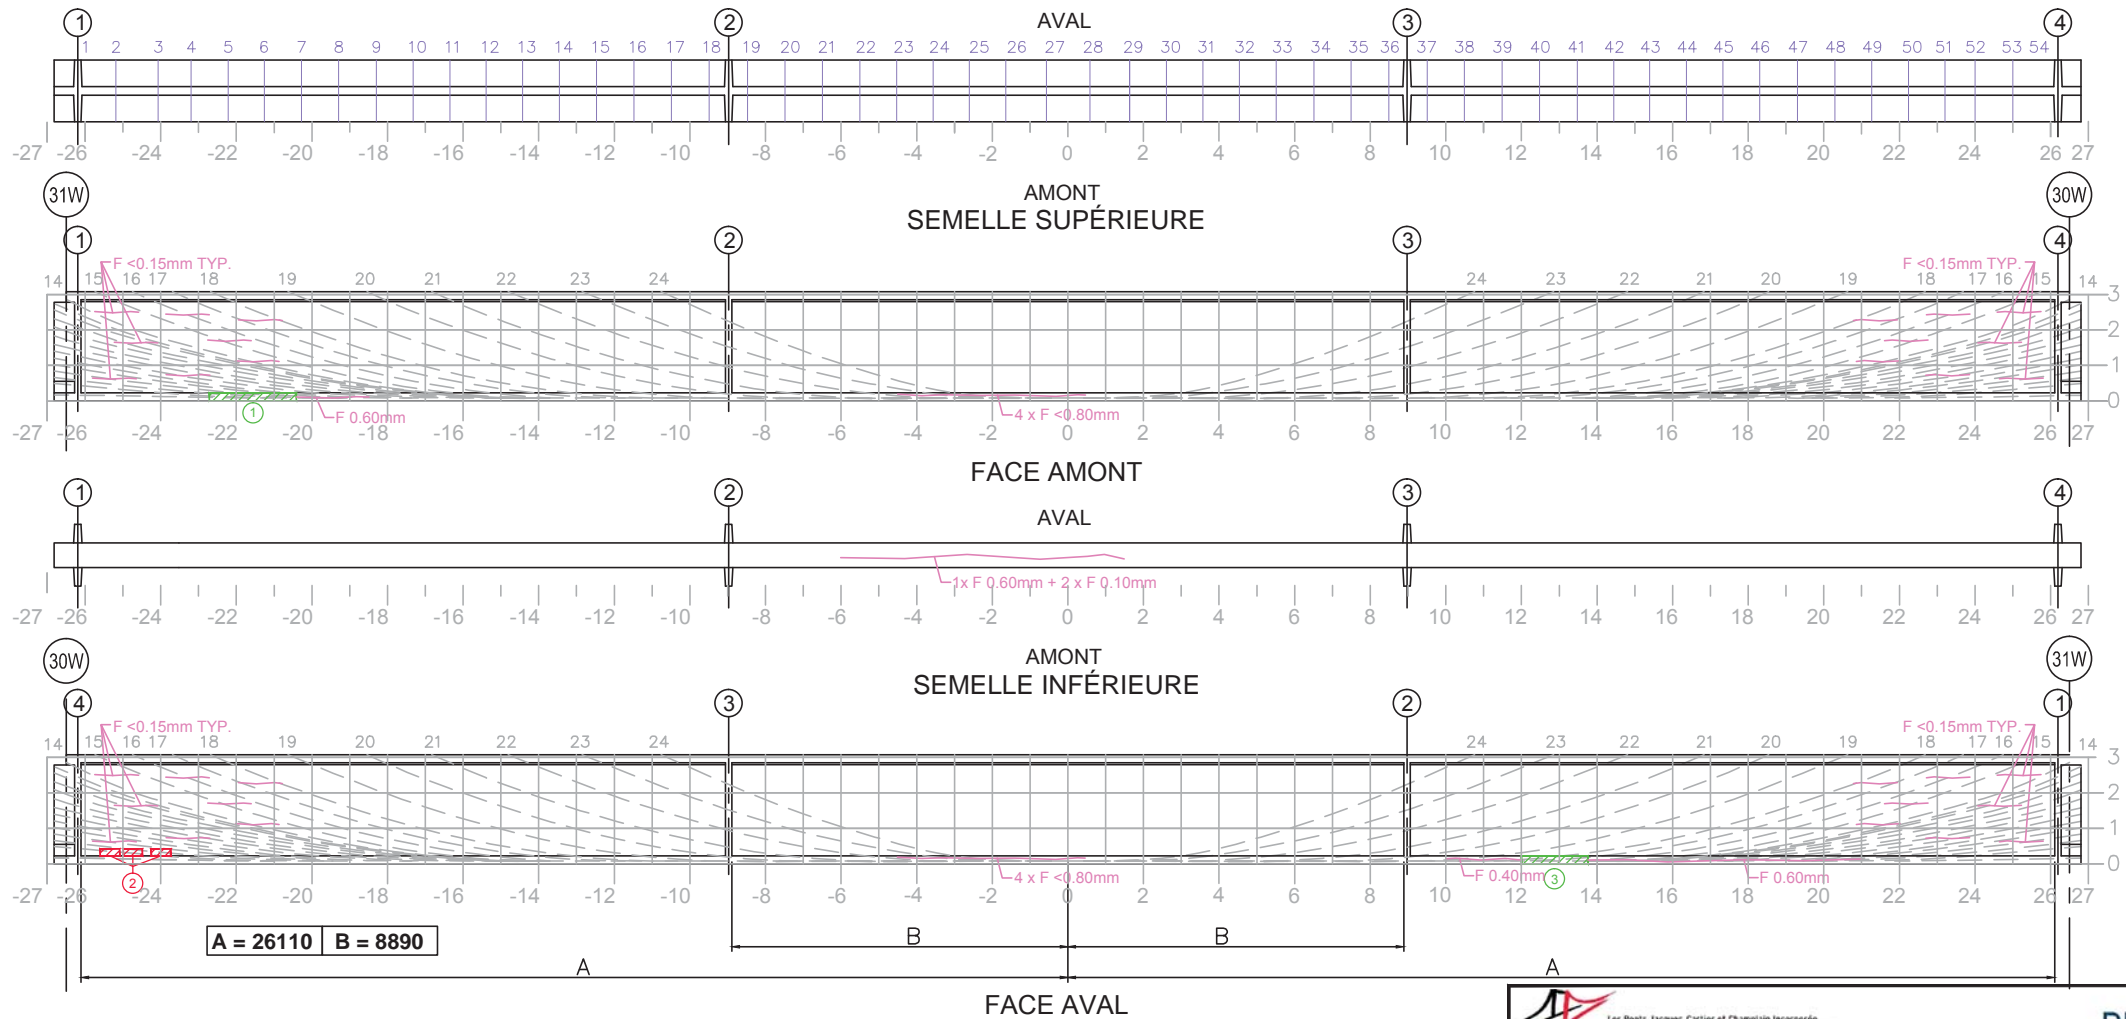 1 2 AVAL 3 4
1 2 3 4 5 6 7 8 9 10 11 12 13 14 15 16 17 18 19 20 21 22 23 24 25 26 27 28 29 30 31 32 33 34 35 36 37 38 39 40 41 42 43 44 45 46 47 48 49 50 51 52 53 54
-27 -26 -24 -22 -20 -18 -16 -14 -12 -10 -8 -6 -4 -2 0 2 4 6 8 10 12 14 16 18 20 22 24 26 27
31W AMONT 30W
SEMELLE SUPÉRIEURE
1 2 3 4
F <0.15mm TYP. F <0.15mm TYP.
14 15 16 17 18 19 20 21 22 23 24 24 23 22 21 20 19 18 17 16 15 14
3
2
1
0
1 F 0.60mm 4 x F <0.80mm
-27 -26 -24 -22 -20 -18 -16 -14 -12 -10 -8 -6 -4 -2 0 2 4 6 8 10 12 14 16 18 20 22 24 26 27
FACE AMONT
1 2 3 4
AVAL
1x F 0.60mm + 2 x F 0.10mm
-27 -26 -24 -22 -20 -18 -16 -14 -12 -10 -8 -6 -4 -2 0 2 4 6 8 10 12 14 16 18 20 22 24 26 27
30W AMONT 31W
SEMELLE INFÉRIEURE
4 3 2 1
F <0.15mm TYP. F <0.15mm TYP.
14 15 16 17 18 19 20 21 22 23 24 24 23 22 21 20 19 18 17 16 15 14
3
2
1
0
2 4 x F <0.80mm F 0.40mm 3 F 0.60mm
-27 -26 -24 -22 -20 -18 -16 -14 -12 -10 -8 -6 -4 -2 0 2 4 6 8 10 12 14 16 18 20 22 24 26 27
A = 26110 B = 8890
B B
A A
FACE AVAL
Les Ponts Jacques Cartier et Champlain Incorporée